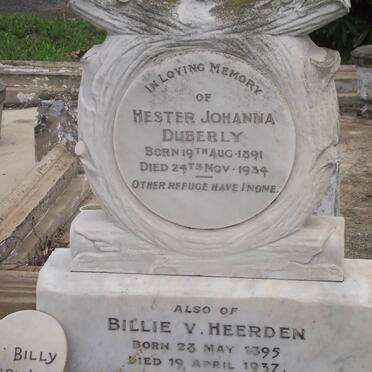 IN LOVING MEMORY
OF
HESTER JOHANNA
DUBERLY
BORN 19TH AUG·1891
DIED 24TH NOV·1934
OTHER REFUGE HAVE I NONE.
ALSO OF
BILLIE V. HEERDEN
BORN 23 MAY 1895
DIED 19 APRIL 1937.
BILLY